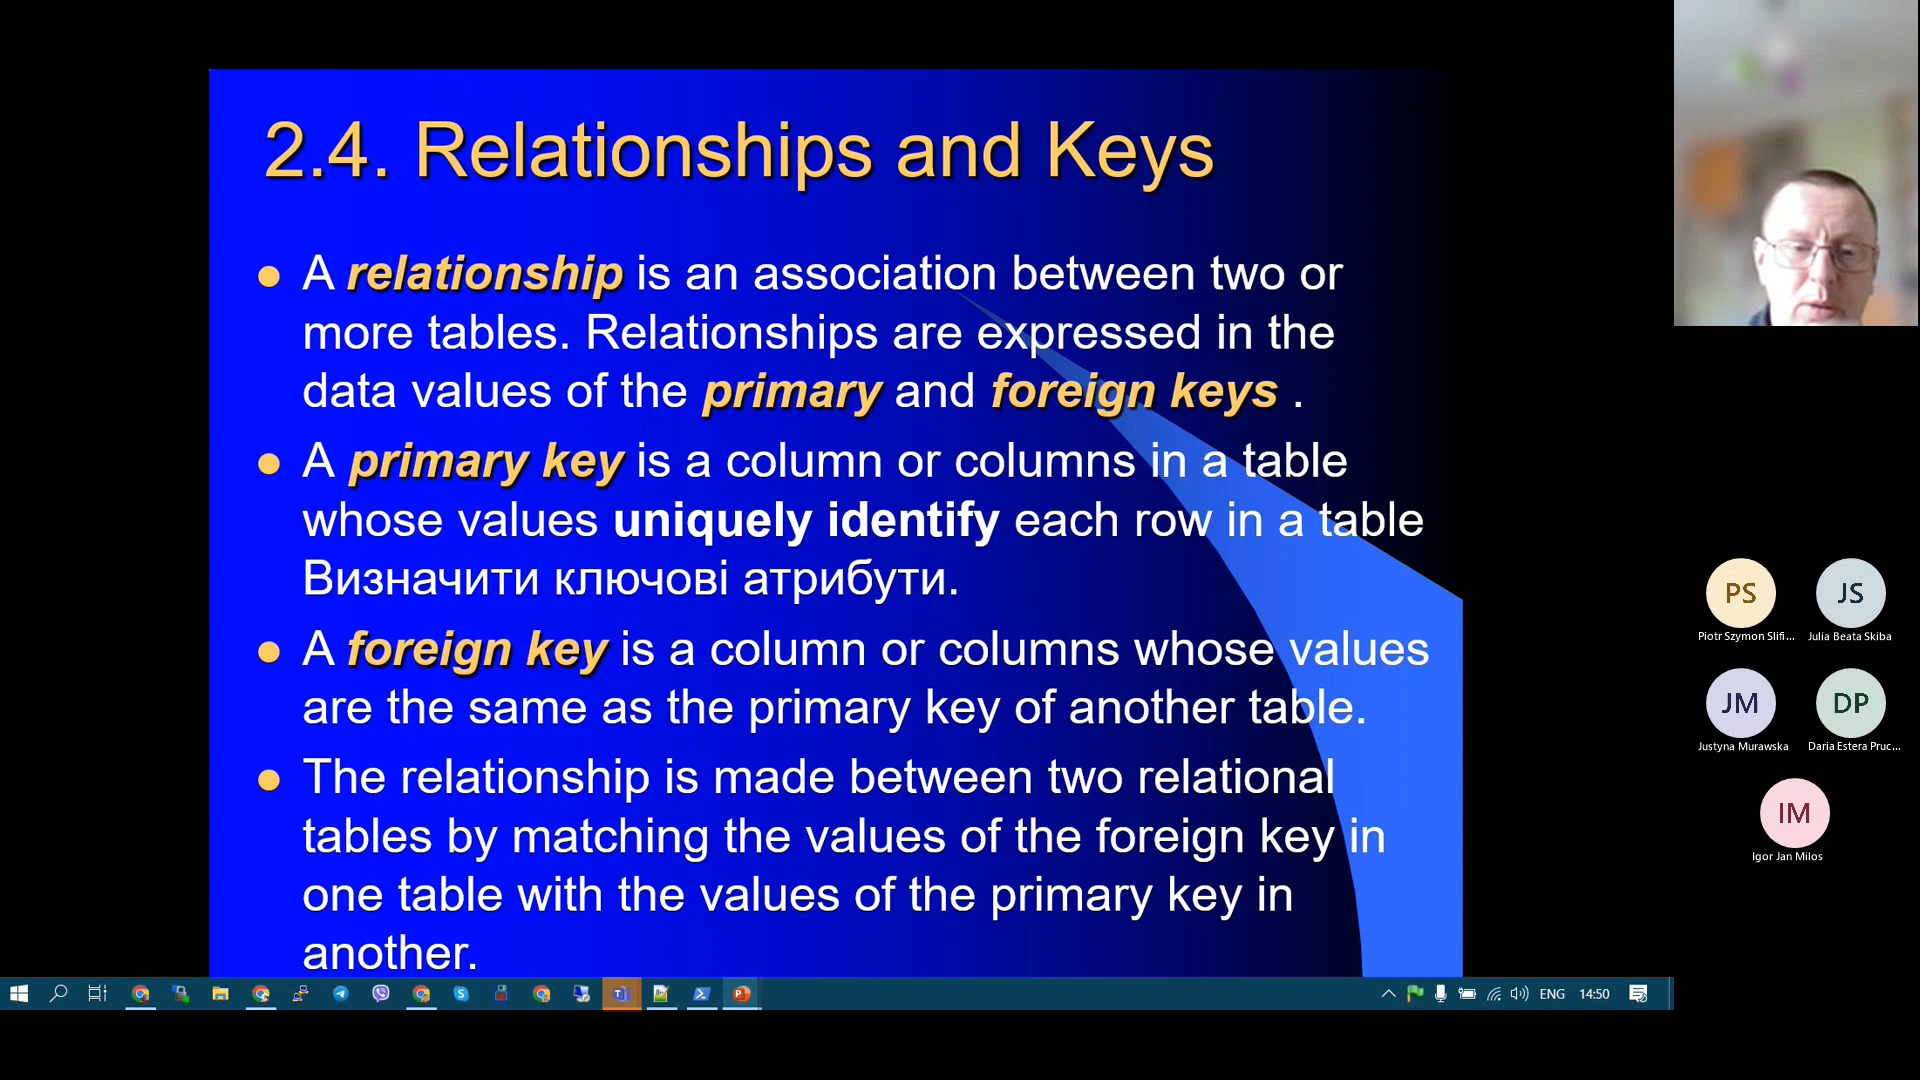 2.4. Relationships and Keys
A relationship is an association between two or
more tables. Relationships are expressed in the
data values of the primary and foreign keys .
A primary key is a column or columns in a table
whose values uniquely identify each row in a table
Визначити ключові атрибути.
A foreign key is a column or columns whose values
are the same as the primary key of another table.
The relationship is made between two relational
tables by matching the values of the foreign key in
one table with the values of the primary key in
another.
PS
JS
Piotr Szymon Slifi...
Julia Beata Skiba
JM
DP
Justyna Murawska
Daria Estera Pruc...
IM
Igor Jan Milos
ENG
14:50